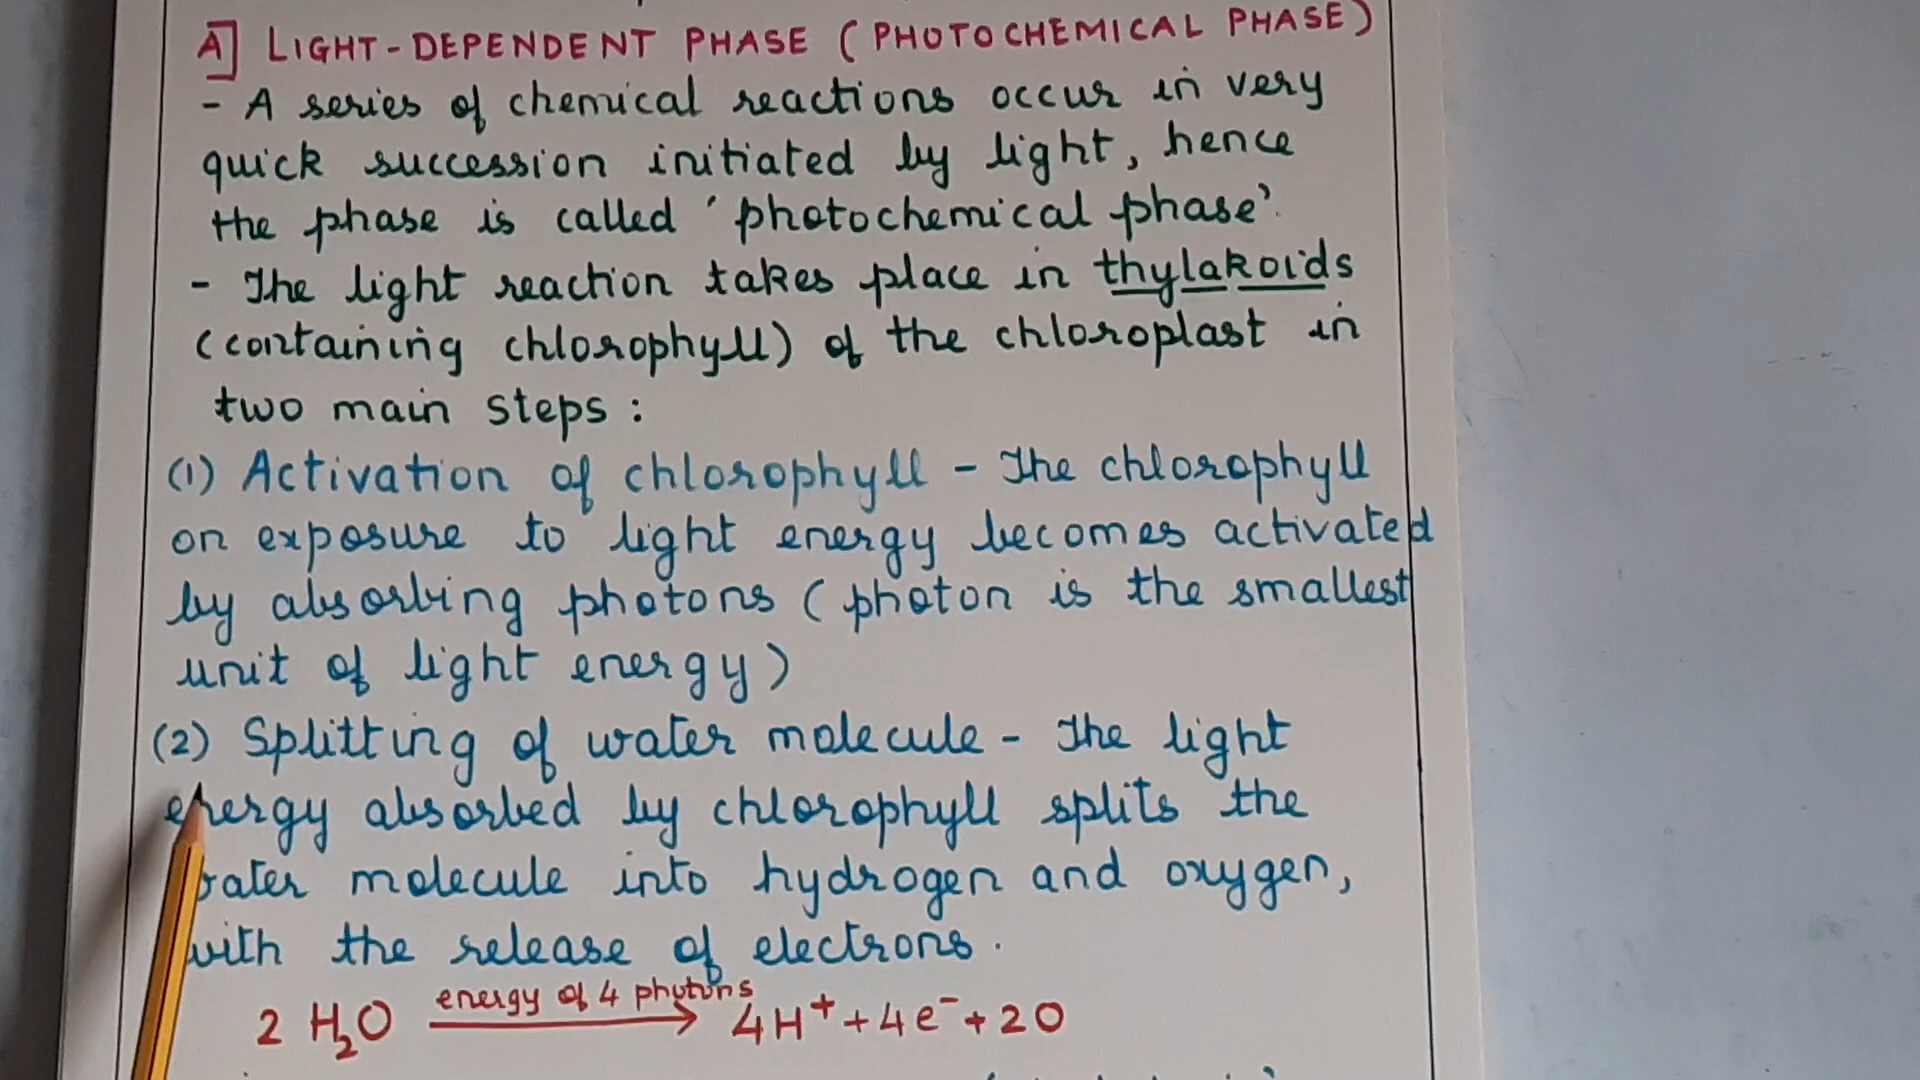 A] LIGHT-DEPENDENT PHASE (PHOTOCHEMICAL PHASE)
- A series of chemical reactions occur in very
quick succession initiated by light, hence
the phase is called 'photochemical phase'.
- The light reaction takes place in thylakoids
(containing chlorophyll) of the chloroplast in
two main steps :
(1) Activation of chlorophyll - The chlorophyll
on exposure to light energy becomes activated
by absorbing photons (photon is the smallest
unit of light energy)
(2) Splitting of water molecule - The light
energy absorbed by chlorophyll splits the
water molecule into hydrogen and oxygen,
with the release of electrons.
energy of 4 photons
2 H₂O → 4H⁺ + 4e⁻ + 2O